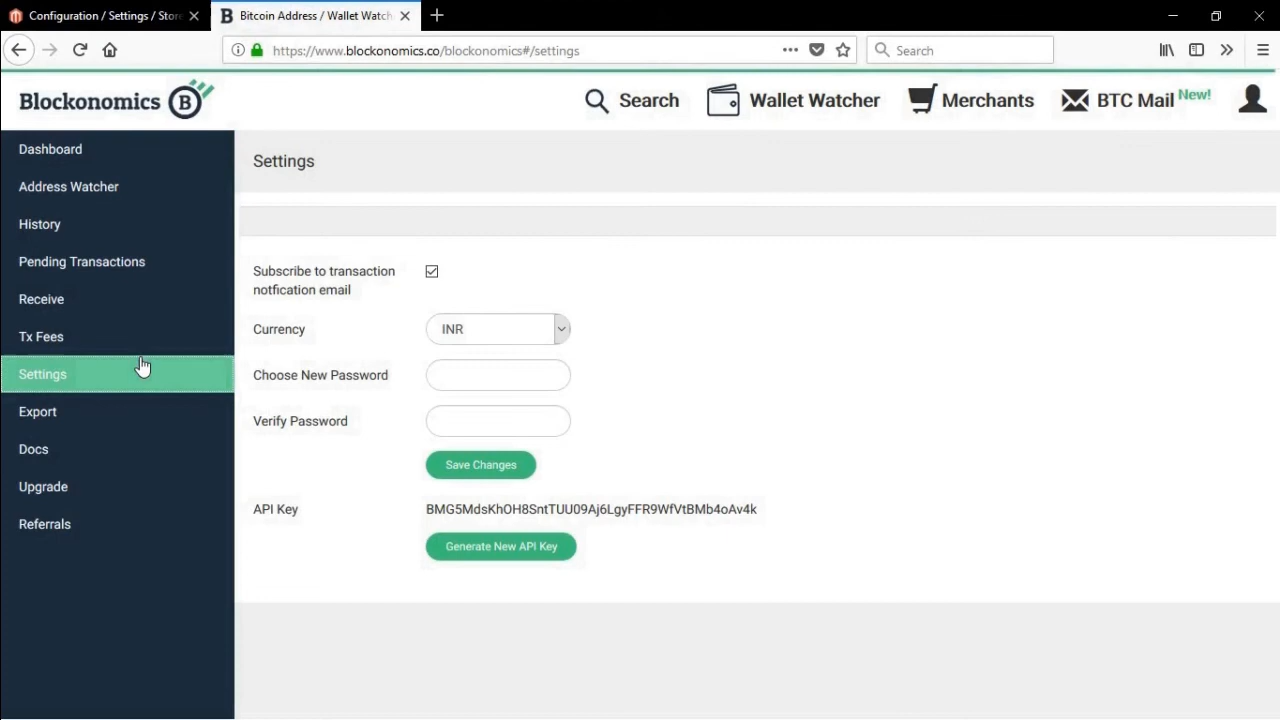 Configuration / Settings / Store
Bitcoin Address / Wallet Watch
https://www.blockonomics.co/blockonomics#/settings
Search
Blockonomics
B
Search
Wallet Watcher
Merchants
BTC Mail New!
Dashboard
Address Watcher
History
Pending Transactions
Receive
Tx Fees
Settings
Export
Docs
Upgrade
Referrals
Settings
Subscribe to transaction
notfication email
Currency
INR
Choose New Password
Verify Password
Save Changes
API Key
BMG5MdsKhOH8SntTUU09Aj6LgyFFR9WfVtBMb4oAv4k
Generate New API Key